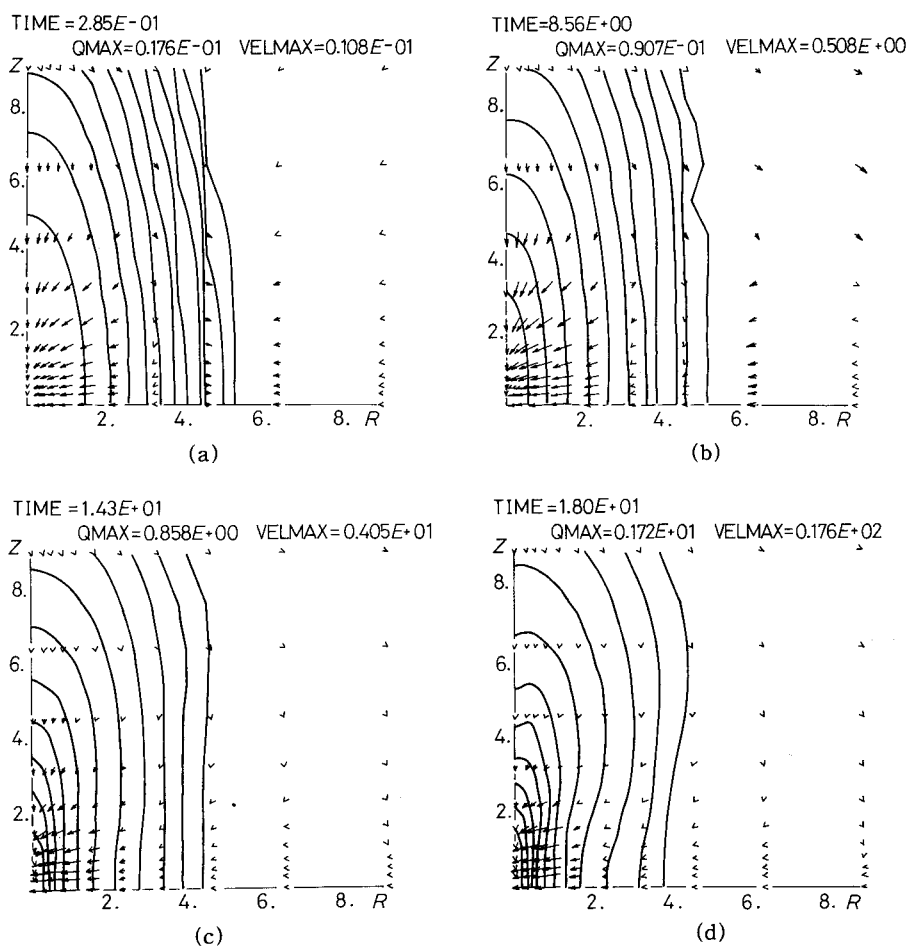 TIME = 2.85E-01
QMAX=0.176E-01 VELMAX=0.108E-01
Z
8.
6.
4.
2.
2. 4. 6. 8. R
(a)
TIME=8.56E+00
QMAX=0.907E-01 VELMAX=0.508E+00
Z
8.
6.
4.
2.
2. 4. 6. 8. R
(b)
TIME =1.43E+01
QMAX=0.858E+00 VELMAX=0.405E+01
Z
8.
6.
4.
2.
2. 4. 6. 8. R
(c)
TIME=1.80E+01
QMAX=0.172E+01 VELMAX=0.176E+02
Z
8.
6.
4.
2.
2. 4. 6. 8. R
(d)